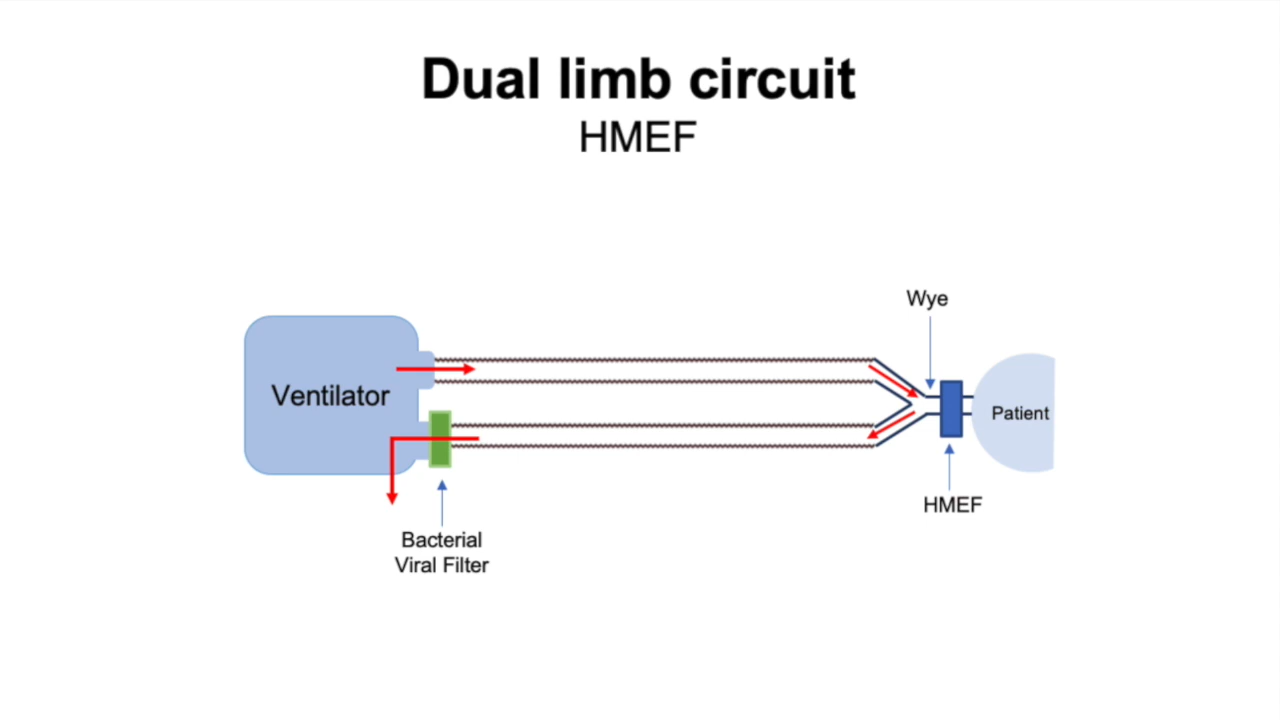 Dual limb circuit
HMEF
Wye
Ventilator
Patient
HMEF
Bacterial
Viral Filter